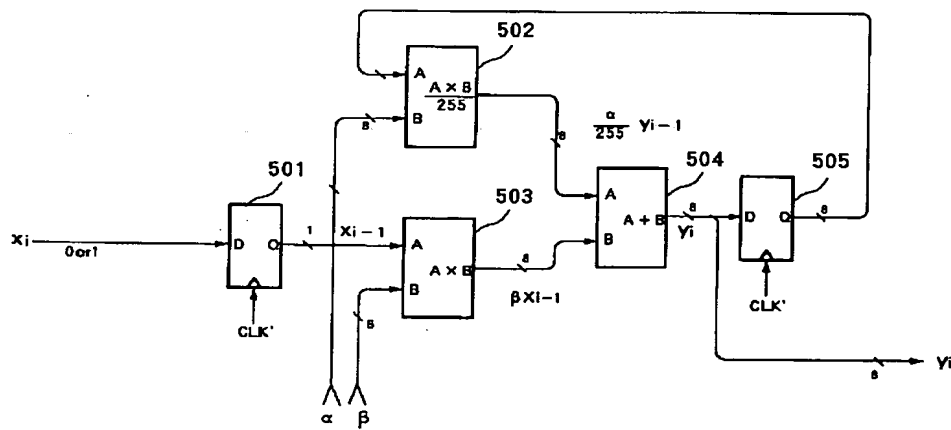 502
A
A × B
255
B
8
8
α
255
yi-1
501
503
504
505
xi
0or1
D
Q
1
xi-1
A
A × B
B
8
8
βxi-1
A
A + B
B
8
yi
D
Q
8
CLK'
CLK'
8
yi
α
β